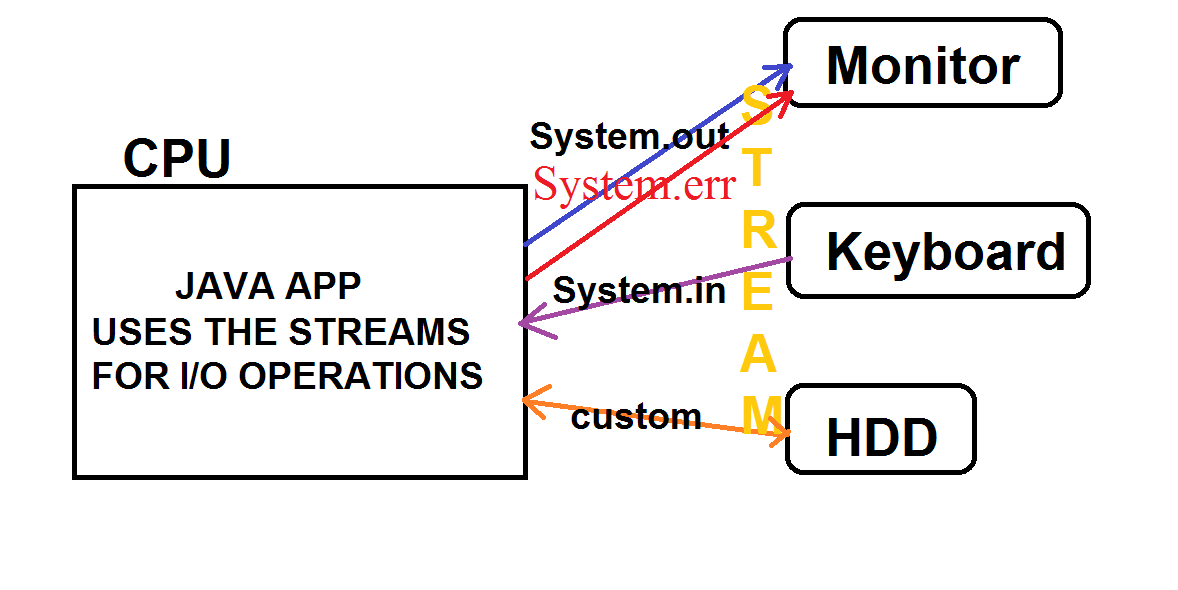 CPU
JAVA APP
USES THE STREAMS
FOR I/O OPERATIONS
System.out
System.err
System.in
custom
STREAM
Monitor
Keyboard
HDD